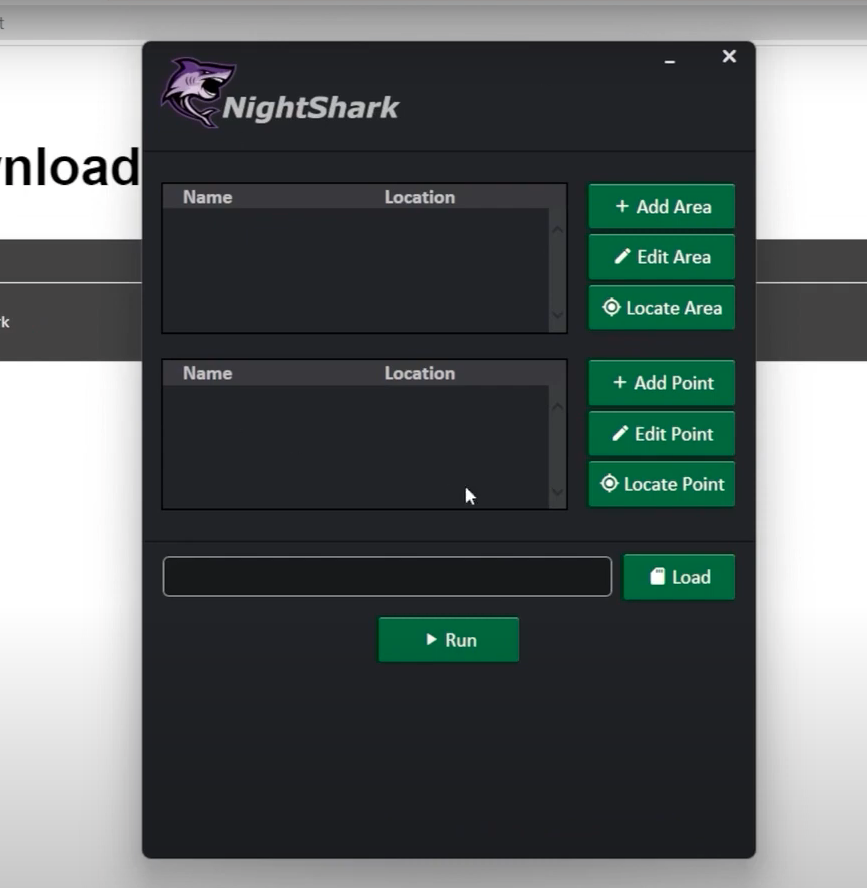 t
wnload
k
NightShark
Name Location
+ Add Area
Edit Area
Locate Area
Name Location
+ Add Point
Edit Point
Locate Point
Load
Run